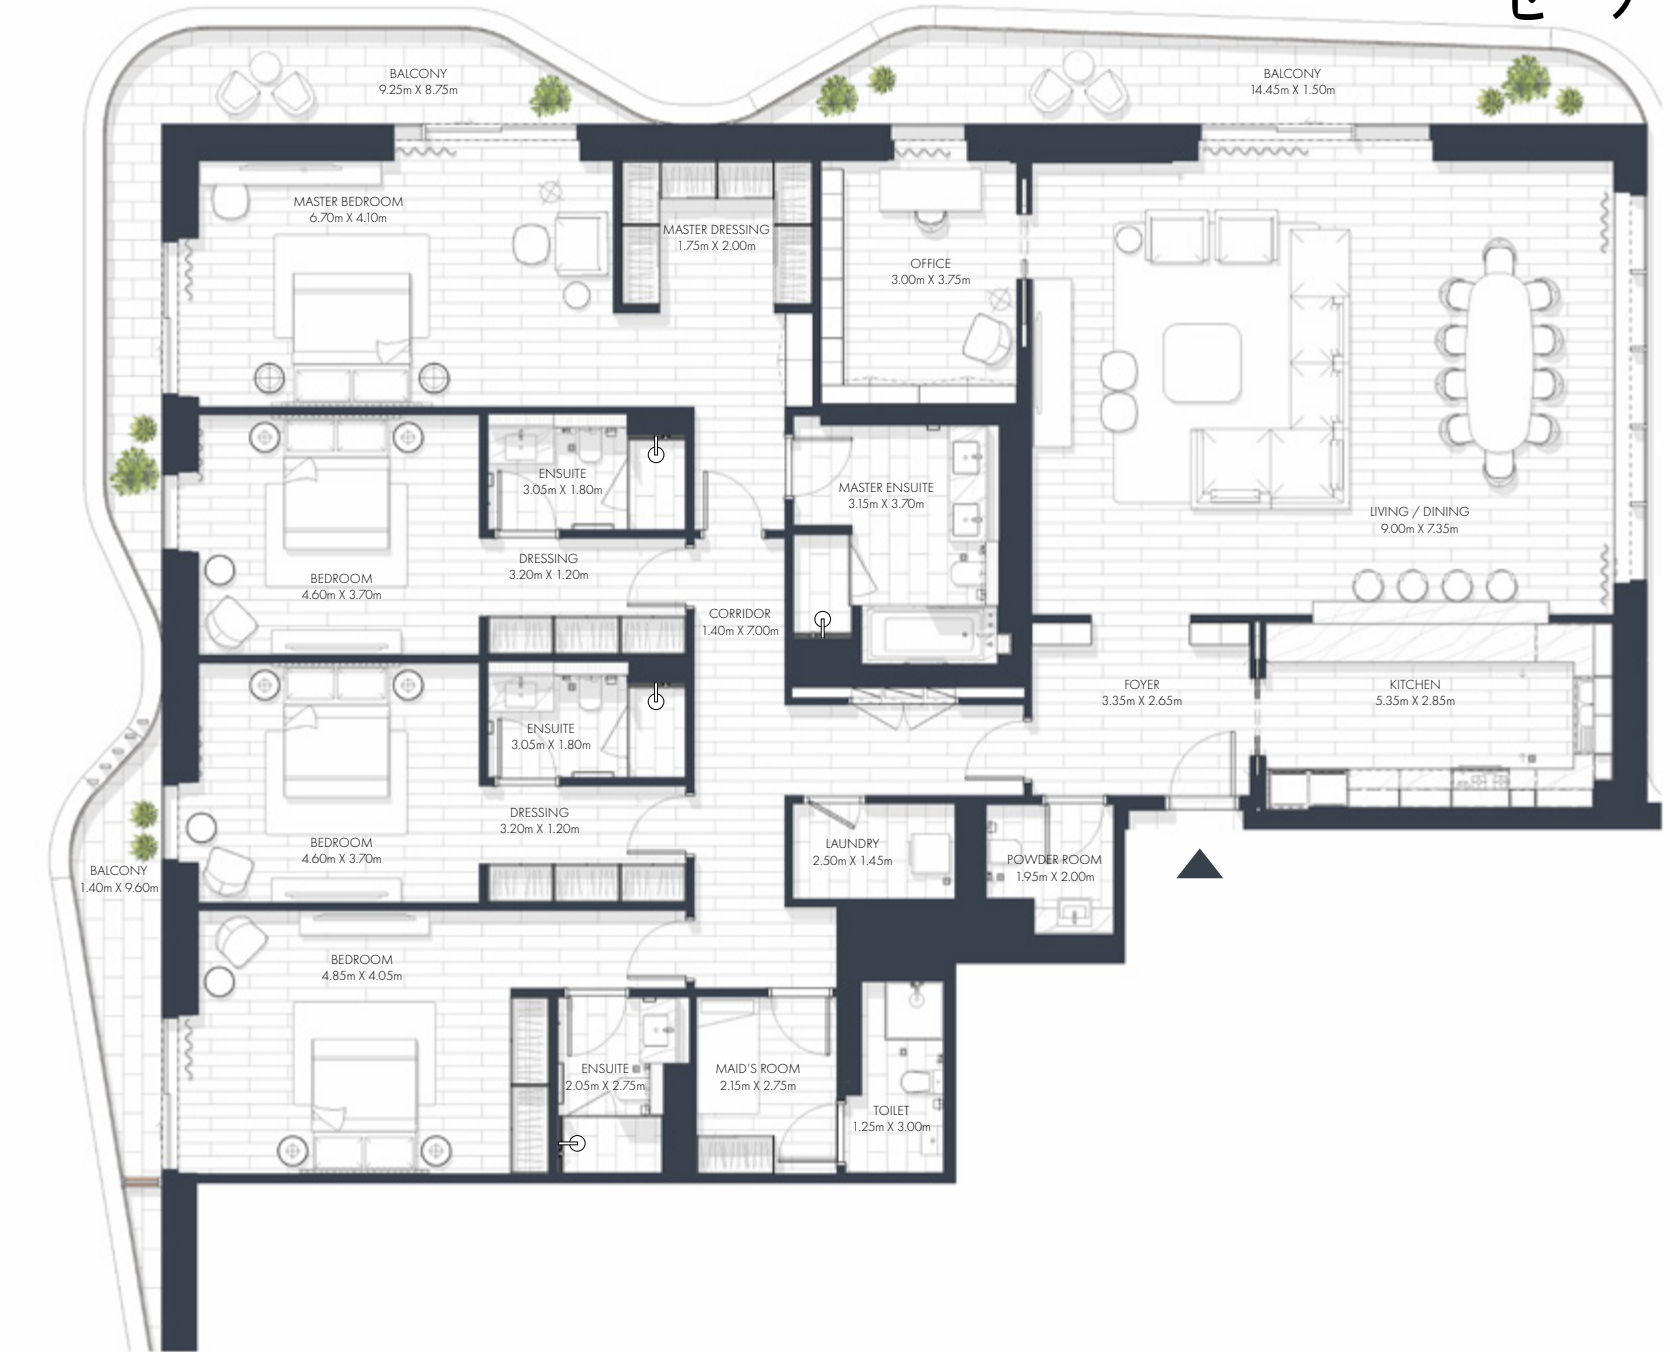 BALCONY
9.25m X 8.75m
BALCONY
14.45m X 1.50m
MASTER BEDROOM
6.70m X 4.10m
MASTER DRESSING
1.75m X 2.00m
OFFICE
3.00m X 3.75m
ENSUITE
3.05m X 1.80m
MASTER ENSUITE
3.15m X 3.70m
LIVING / DINING
9.00m X 7.35m
BEDROOM
4.60m X 3.70m
DRESSING
3.20m X 1.20m
CORRIDOR
1.40m X 7.00m
ENSUITE
3.05m X 1.80m
FOYER
3.35m X 2.65m
KITCHEN
5.35m X 2.85m
BEDROOM
4.60m X 3.70m
DRESSING
3.20m X 1.20m
LAUNDRY
2.50m X 1.45m
POWDER ROOM
1.95m X 2.00m
BALCONY
1.40m X 9.60m
BEDROOM
4.85m X 4.05m
ENSUITE
2.05m X 2.75m
MAID'S ROOM
2.15m X 2.75m
TOILET
1.25m X 3.00m